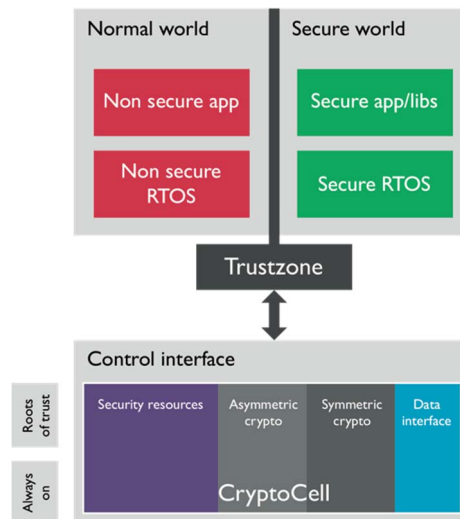 Normal world
Secure world
Non secure app
Secure app/libs
Non secure
RTOS
Secure RTOS
Trustzone
Control interface
Roots
of trust
Security resources
Asymmetric
crypto
Symmetric
crypto
Data
interface
Always
on
CryptoCell